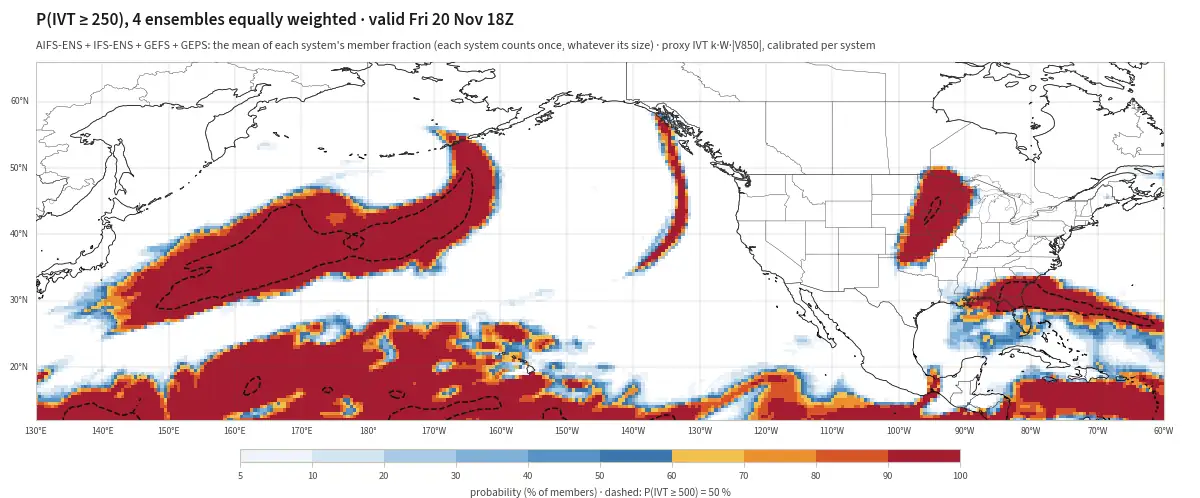 P(IVT ≥ 250), 4 ensembles equally weighted · valid Fri 20 Nov 18Z
AIFS-ENS + IFS-ENS + GEFS + GEPS: the mean of each system's member fraction (each system counts once, whatever its size) · proxy IVT k·W·|V850|, calibrated per system
60°N
50°N
40°N
30°N
20°N
130°E 140°E 150°E 160°E 170°E 180° 170°W 160°W 150°W 140°W 130°W 120°W 110°W 100°W 90°W 80°W 70°W 60°W
5 10 20 30 40 50 60 70 80 90 100
probability (% of members) · dashed: P(IVT ≥ 500) = 50 %